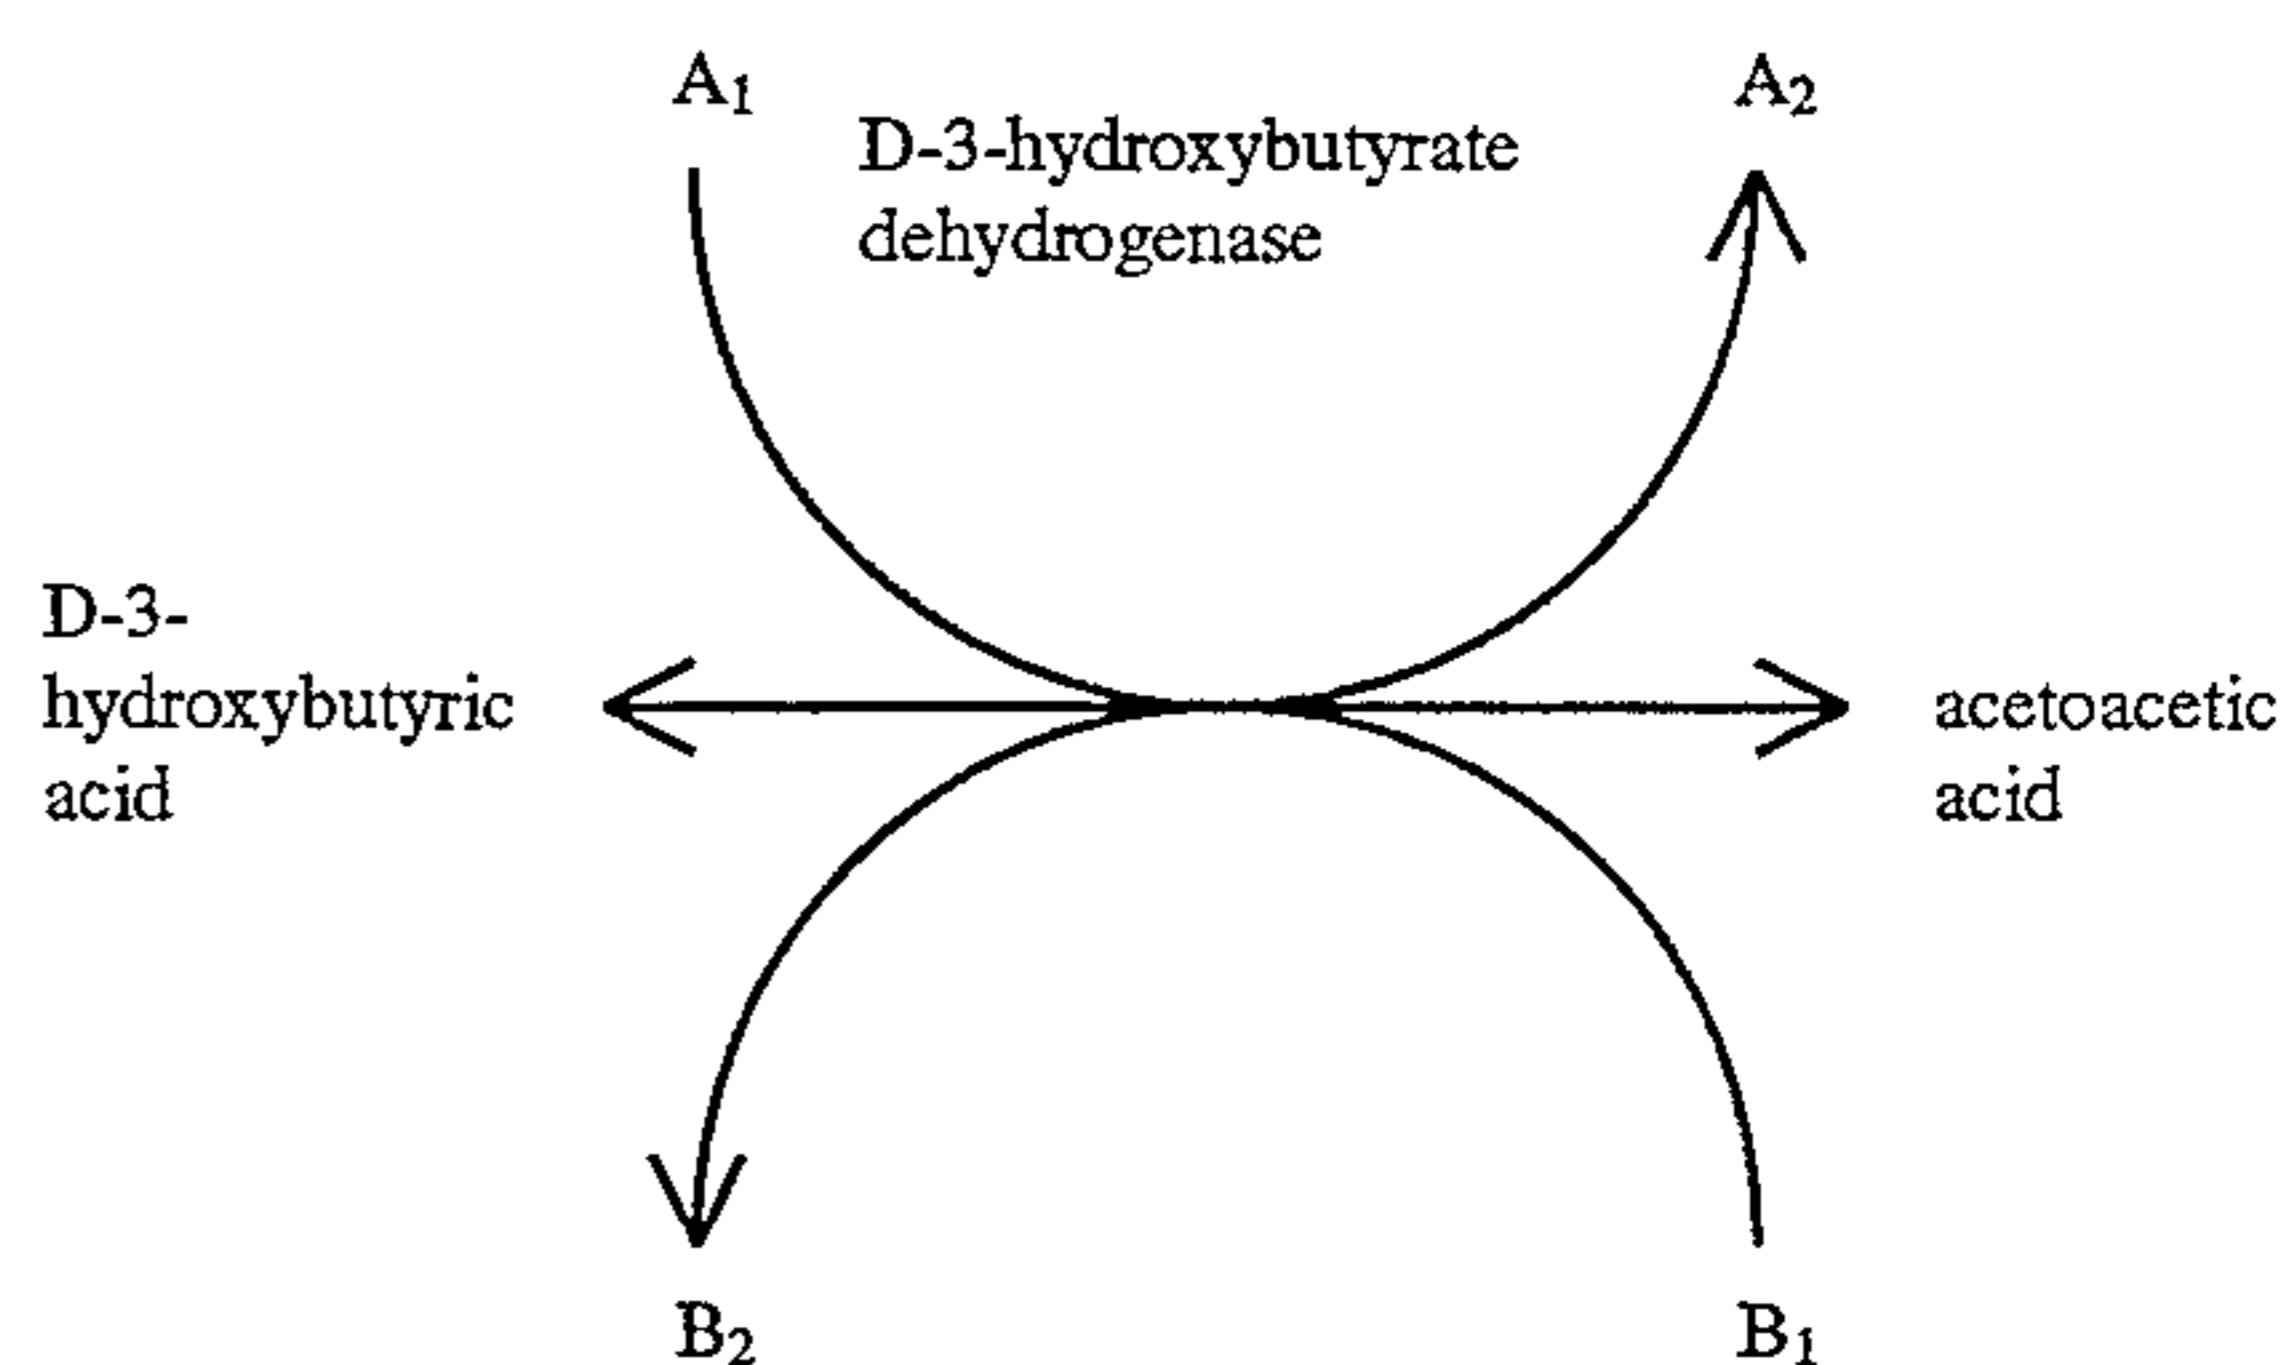 A₁
A₂
D-3-hydroxybutyrate
dehydrogenase
D-3-
hydroxybutyric
acid
acetoacetic
acid
B₂
B₁